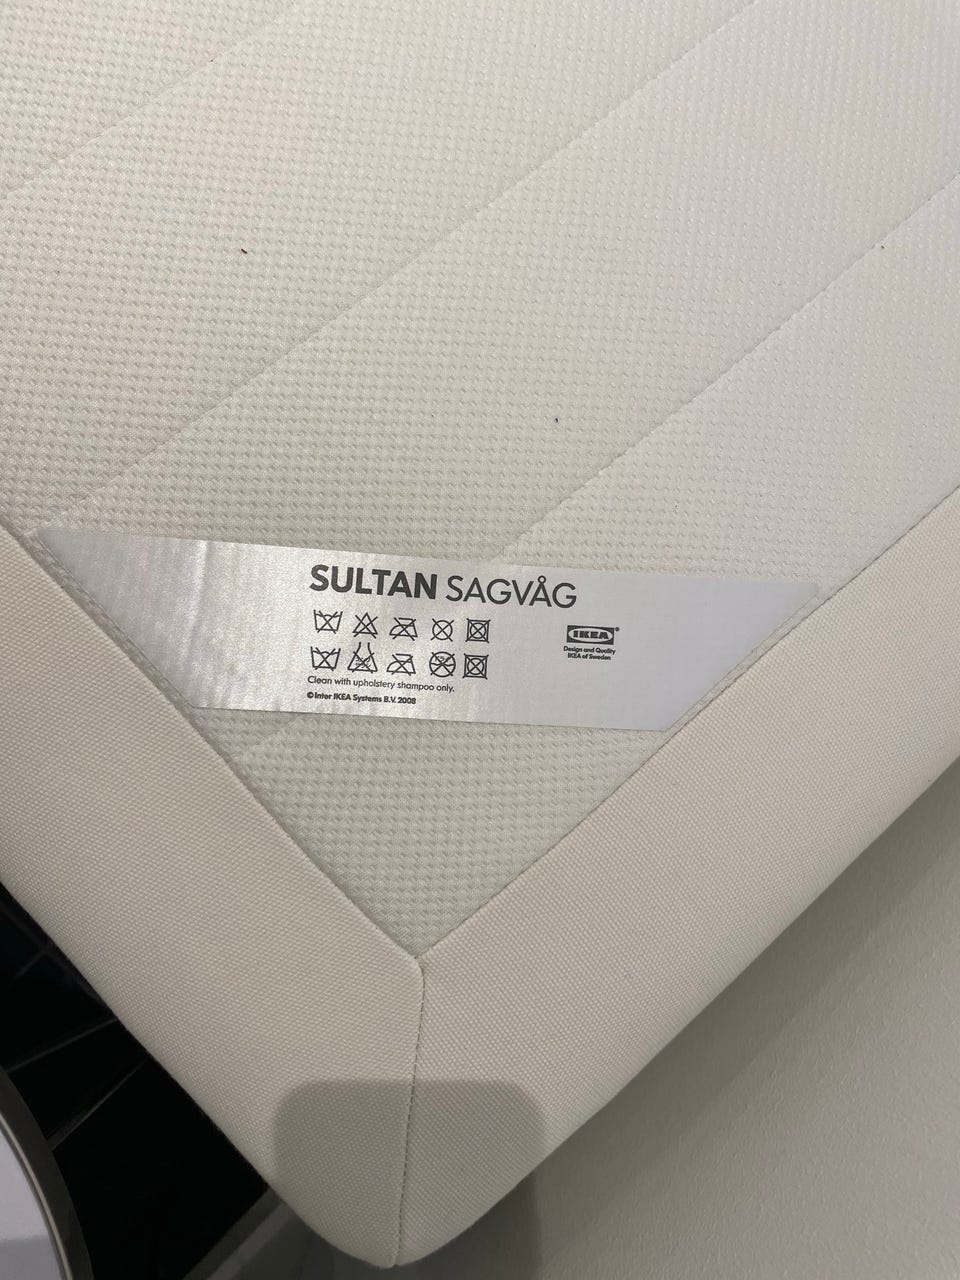 SULTAN SAGVÅG
IKEA®
Design and Quality
IKEA of Sweden
Clean with upholstery shampoo only.
©Inter IKEA Systems B.V. 2008